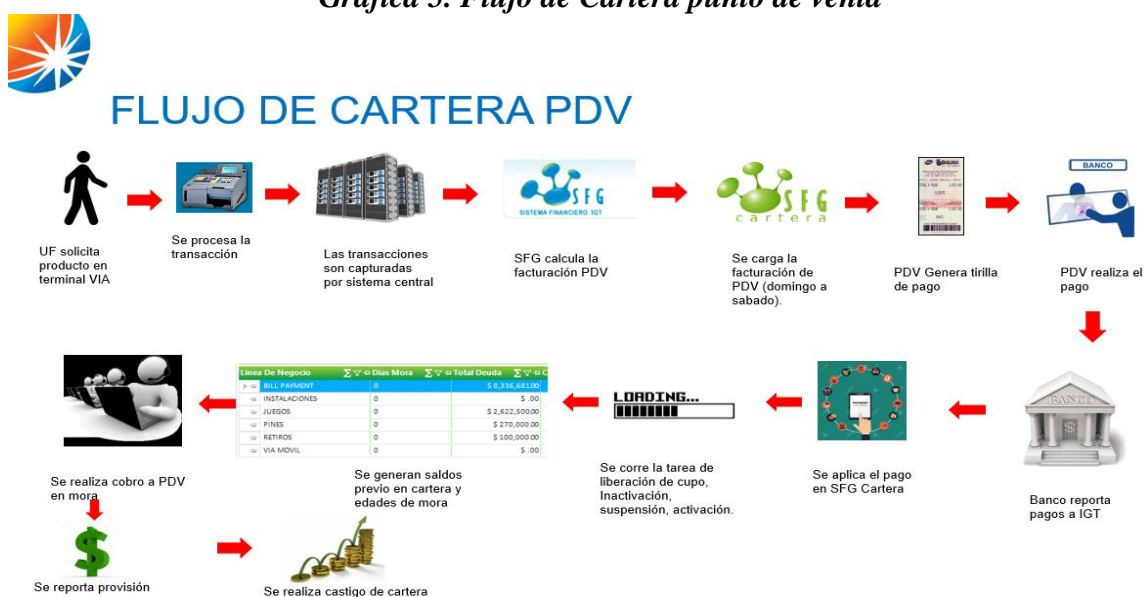 Gráfica 3. Flujo de Cartera punto de venta
FLUJO DE CARTERA PDV
UF solicita
producto en
terminal VIA
Se procesa la
transacción
Las transacciones
son capturadas
por sistema central
SFG
SISTEMA FINANCIERO IGT
SFG calcula la
facturación PDV
SFG
cartera
Se carga la
facturación de
PDV (domingo a
sabado).
PDV Genera tirilla
de pago
BANCO
PDV realiza el
pago
BANCO
Banco reporta
pagos a IGT
Se aplica el pago
en SFG Cartera
LOADING...
Se corre la tarea de
liberación de cupo,
Inactivación,
suspensión, activación.
Linea De Negocio Dias Mora Total Deuda
BILL PAYMENT 0 $ 8,336,681.00
INSTALACIONES 0 $ .00
JUEGOS 0 $ 2,622,500.00
PINES 0 $ 270,000.00
RETIROS 0 $ 100,000.00
VIA MOVIL 0 $ .00
Se generan saldos
previo en cartera y
edades de mora
Se realiza cobro a PDV
en mora
Se reporta provisión
Se realiza castigo de cartera